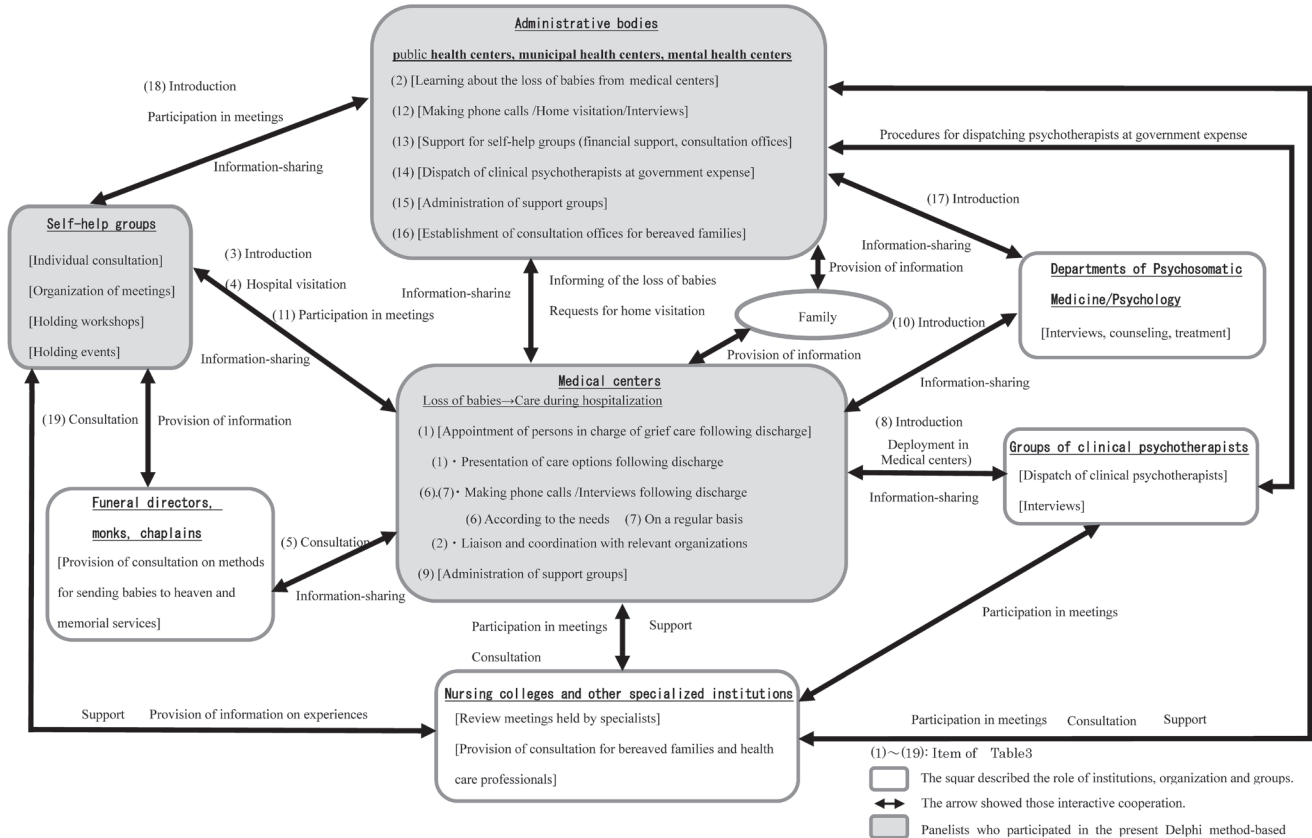 Administrative bodies
public health centers, municipal health centers, mental health centers
(2) [Learning about the loss of babies from medical centers]
(12) [Making phone calls /Home visitation/Interviews]
(13) [Support for self-help groups (financial support, consultation offices]
(14) [Dispatch of clinical psychotherapists at government expense]
(15) [Administration of support groups]
(16) [Establishment of consultation offices for bereaved families]
(18) Introduction
Participation in meetings
Information-sharing
Procedures for dispatching psychotherapists at government expense
(17) Introduction
Information-sharing
Self-help groups
[Individual consultation]
[Organization of meetings]
[Holding workshops]
[Holding events]
(3) Introduction
(4) Hospital visitation
(11) Participation in meetings
Information-sharing
Information-sharing
Informing of the loss of babies
Requests for home visitation
Provision of information
Family
Provision of information
(10) Introduction
Information-sharing
Departments of Psychosomatic
Medicine/Psychology
[Interviews, counseling, treatment]
Medical centers
Loss of babies→Care during hospitalization
(1) [Appointment of persons in charge of grief care following discharge]
(1)・Presentation of care options following discharge
(6).(7)・Making phone calls /Interviews following discharge
(6) According to the needs (7) On a regular basis
(2)・Liaison and coordination with relevant organizations
(9) [Administration of support groups]
(8) Introduction
Deployment in
Medical centers)
Information-sharing
Groups of clinical psychotherapists
[Dispatch of clinical psychotherapists]
[Interviews]
(19) Consultation
Provision of information
Funeral directors,
monks, chaplains
[Provision of consultation on methods
for sending babies to heaven and
memorial services]
(5) Consultation
Information-sharing
Participation in meetings
Consultation
Support
Participation in meetings
Nursing colleges and other specialized institutions
[Review meetings held by specialists]
[Provision of consultation for bereaved families and health
care professionals]
Support Provision of information on experiences
Participation in meetings Consultation Support
(1)～(19): Item of Table3
The squar described the role of institutions, organization and groups.
The arrow showed those interactive cooperation.
Panelists who participated in the present Delphi method-based